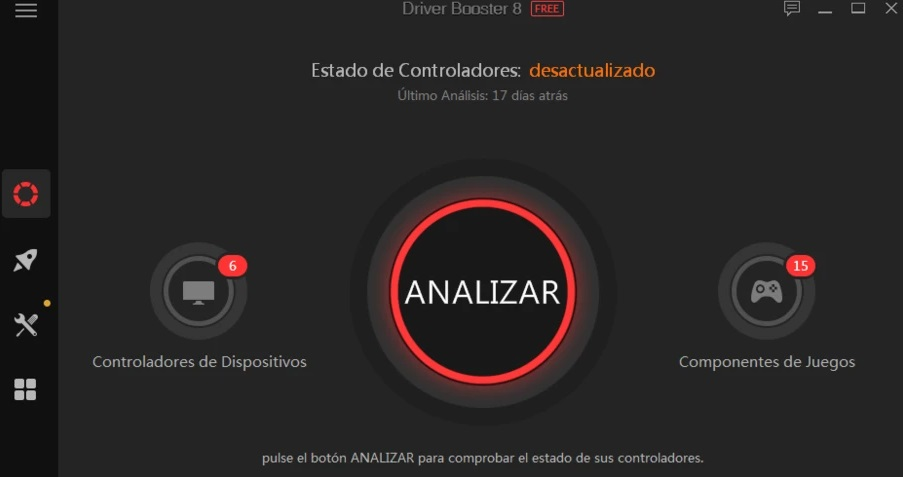 Driver Booster 8 FREE
Estado de Controladores: desactualizado
Último Análisis: 17 días atrás
6
15
ANALIZAR
Controladores de Dispositivos
Componentes de Juegos
pulse el botón ANALIZAR para comprobar el estado de sus controladores.